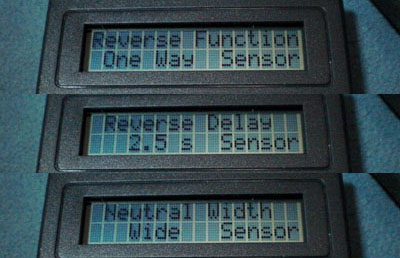 Reverse Function
One Way Sensor
Reverse Delay
2.5 s Sensor
Neutral Width
Wide Sensor